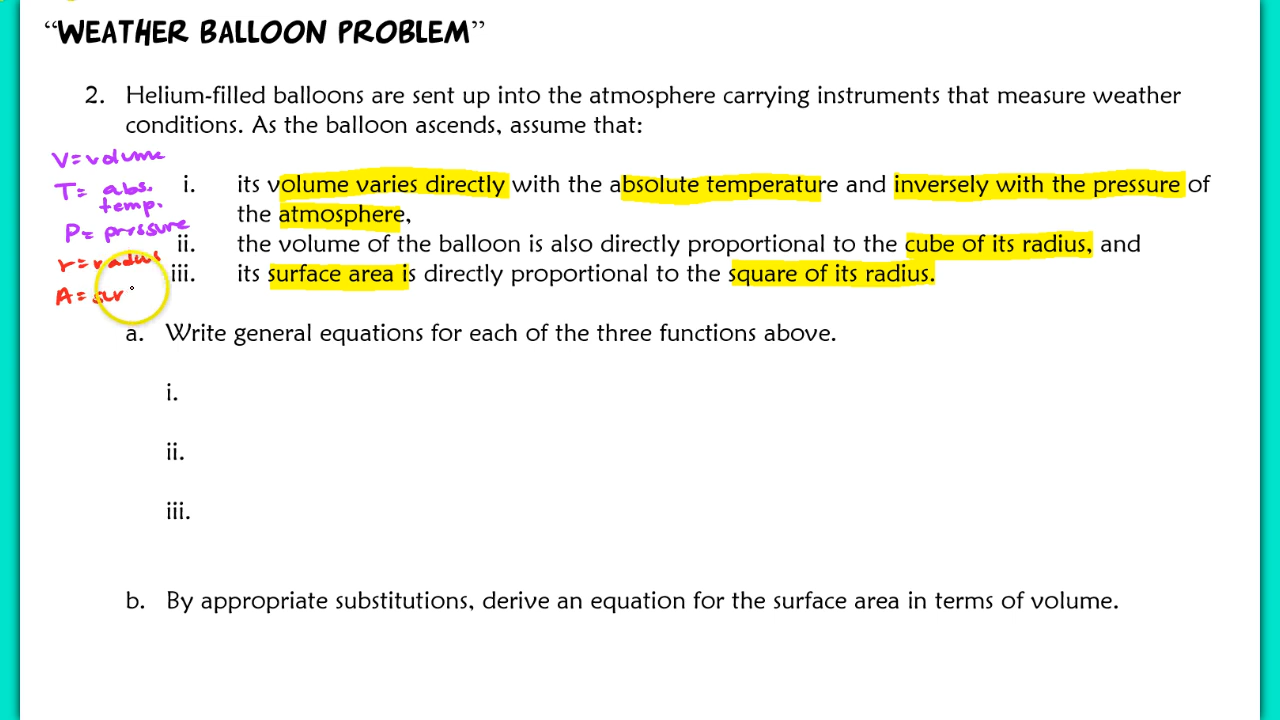 “WEATHER BALLOON PROBLEM”
2. Helium-filled balloons are sent up into the atmosphere carrying instruments that measure weather
conditions. As the balloon ascends, assume that:
V=volume
T= abs.
temp.
P= pressure
r=radius
A= sur
i. its volume varies directly with the absolute temperature and inversely with the pressure of
the atmosphere,
ii. the volume of the balloon is also directly proportional to the cube of its radius, and
iii. its surface area is directly proportional to the square of its radius.
a. Write general equations for each of the three functions above.
i.
ii.
iii.
b. By appropriate substitutions, derive an equation for the surface area in terms of volume.